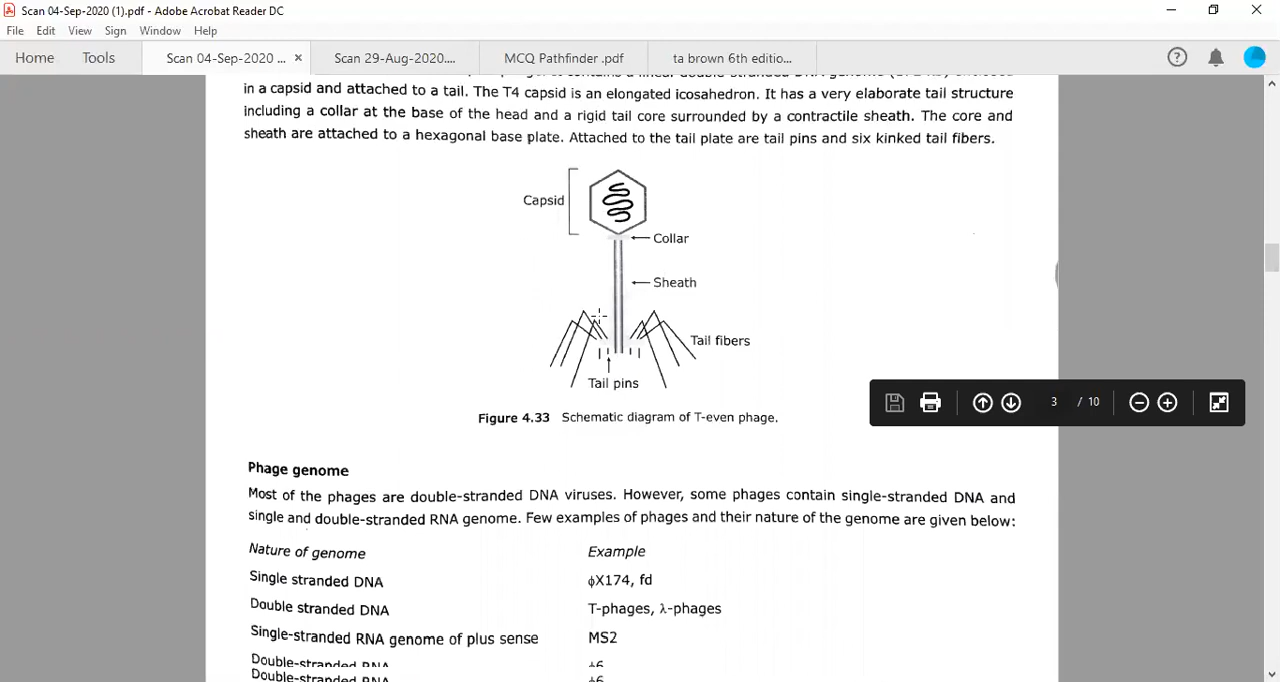 Scan 04-Sep-2020 (1).pdf - Adobe Acrobat Reader DC
File Edit View Sign Window Help
Home Tools Scan 04-Sep-2020 ... × Scan 29-Aug-2020.... MCQ Pathfinder .pdf ta brown 6th editio...
in a capsid and attached to a tail. The T4 capsid is an elongated icosahedron. It has a very elaborate tail structure
including a collar at the base of the head and a rigid tail core surrounded by a contractile sheath. The core and
sheath are attached to a hexagonal base plate. Attached to the tail plate are tail pins and six kinked tail fibers.
Capsid
Collar
Sheath
Tail fibers
Tail pins
3 / 10
Figure 4.33 Schematic diagram of T-even phage.
Phage genome
Most of the phages are double-stranded DNA viruses. However, some phages contain single-stranded DNA and
single and double-stranded RNA genome. Few examples of phages and their nature of the genome are given below:
Nature of genome Example
Single stranded DNA ϕX174, fd
Double stranded DNA T-phages, λ-phages
Single-stranded RNA genome of plus sense MS2
Double-stranded RNA ϕ6
Double-stranded RNA ϕ6